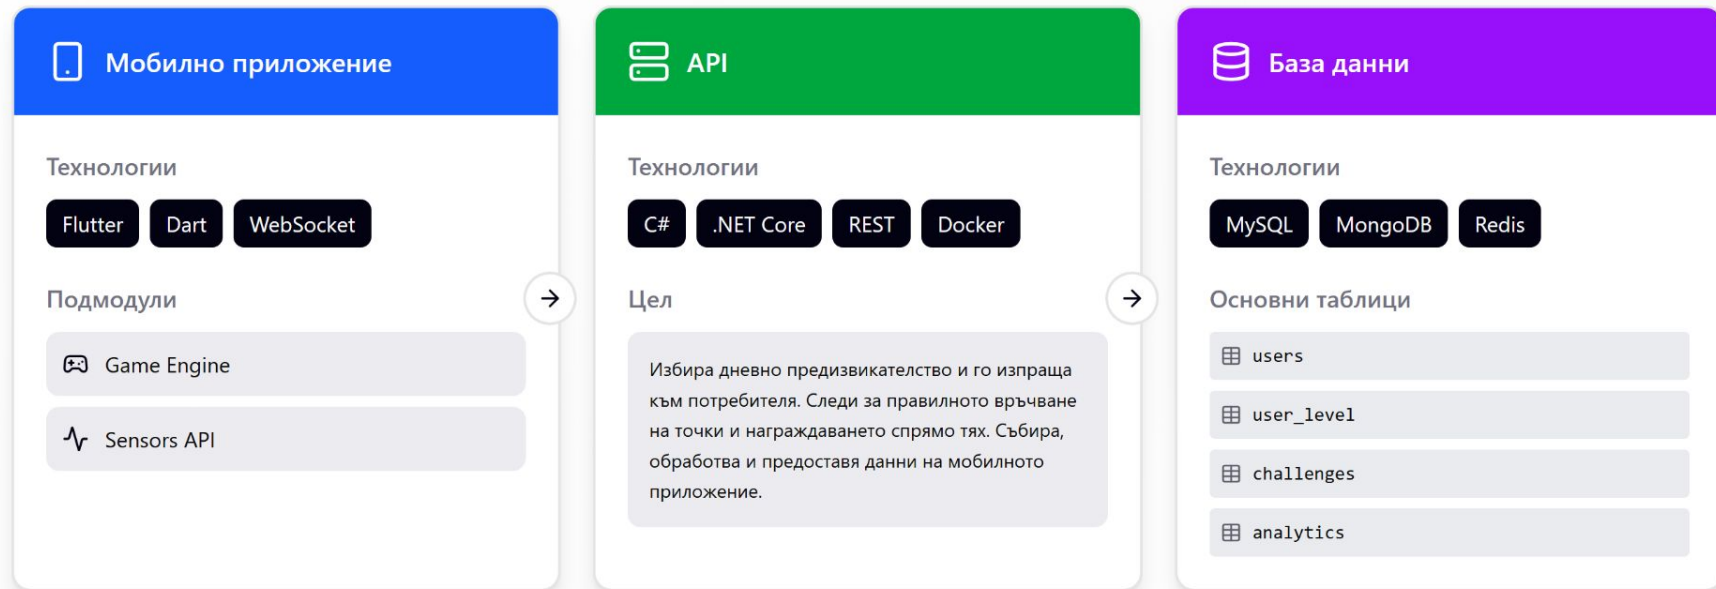 Мобилно приложение
Технологии
Flutter Dart WebSocket
Подмодули
Game Engine
Sensors API
API
Технологии
C# .NET Core REST Docker
Цел
Избира дневно предизвикателство и го изпраща
към потребителя. Следи за правилното връчване
на точки и награждаването спрямо тях. Събира,
обработва и предоставя данни на мобилното
приложение.
База данни
Технологии
MySQL MongoDB Redis
Основни таблици
users
user_level
challenges
analytics